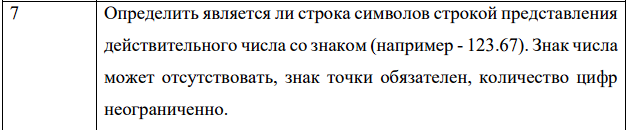 7
Определить является ли строка символов строкой представления
действительного числа со знаком (например - 123.67). Знак числа
может отсутствовать, знак точки обязателен, количество цифр
неограниченно.